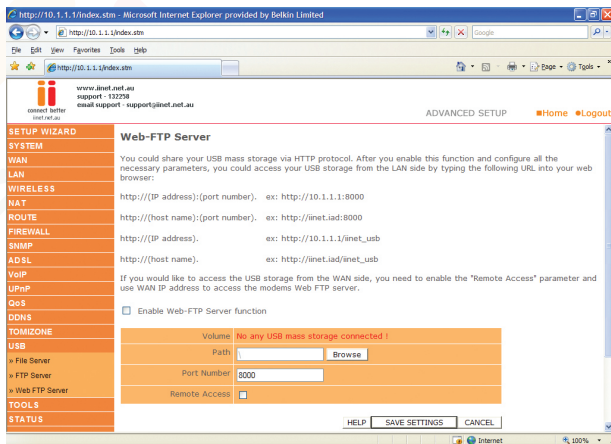 http://10.1.1.1/index.stm - Microsoft Internet Explorer provided by Belkin Limited
http://10.1.1.1/index.stm
Google
File Edit View Favorites Tools Help
http://10.1.1.1/index.stm
Page
Tools
www.iinet.net.au
support - 132258
email support - support@iinet.net.au
connect better
iinet.net.au
ADVANCED SETUP
Home
Logout
SETUP WIZARD
SYSTEM
WAN
LAN
WIRELESS
NAT
ROUTE
FIREWALL
SNMP
ADSL
VoIP
UPnP
QoS
DDNS
TOMIZONE
USB
» File Server
» FTP Server
» Web FTP Server
TOOLS
STATUS
Web-FTP Server
You could share your USB mass storage via HTTP protocol. After you enable this function and configure all the
necessary parameters, you could access your USB storage from the LAN side by typing the following URL into your web
browser:
http://(IP address):(port number). ex: http://10.1.1.1:8000
http://(host name):(port number). ex: http://iinet.iad:8000
http://(IP address). ex: http://10.1.1.1/inet_usb
http://(host name). ex: http://iinet.iad/inet_usb
If you would like to access the USB storage from the WAN side, you need to enable the "Remote Access" parameter and
use WAN IP address to access the modems Web FTP server.
Enable Web-FTP Server function
Volume No any USB mass storage connected !
Path \ Browse
Port Number 8000
Remote Access
HELP SAVE SETTINGS CANCEL
Internet 100%